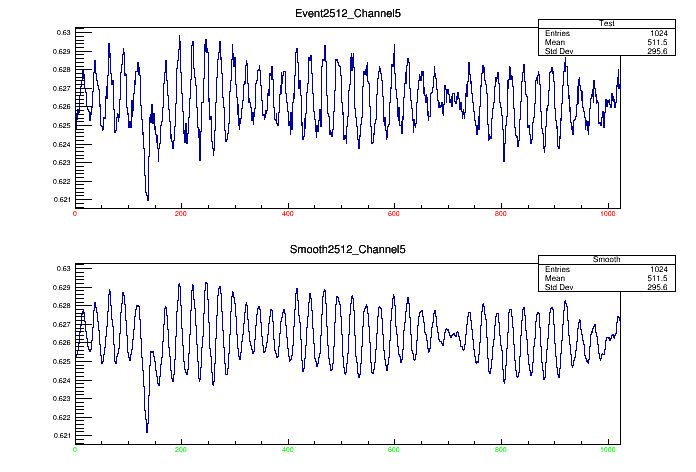 Event2512_Channel5
Test
Entries 1024
Mean 511.5
Std Dev 295.6
0.63
0.629
0.628
0.627
0.626
0.625
0.624
0.623
0.622
0.621
0 200 400 600 800 1000
Smooth2512_Channel5
Smooth
Entries 1024
Mean 511.5
Std Dev 295.6
0.63
0.629
0.628
0.627
0.626
0.625
0.624
0.623
0.622
0.621
0 200 400 600 800 1000